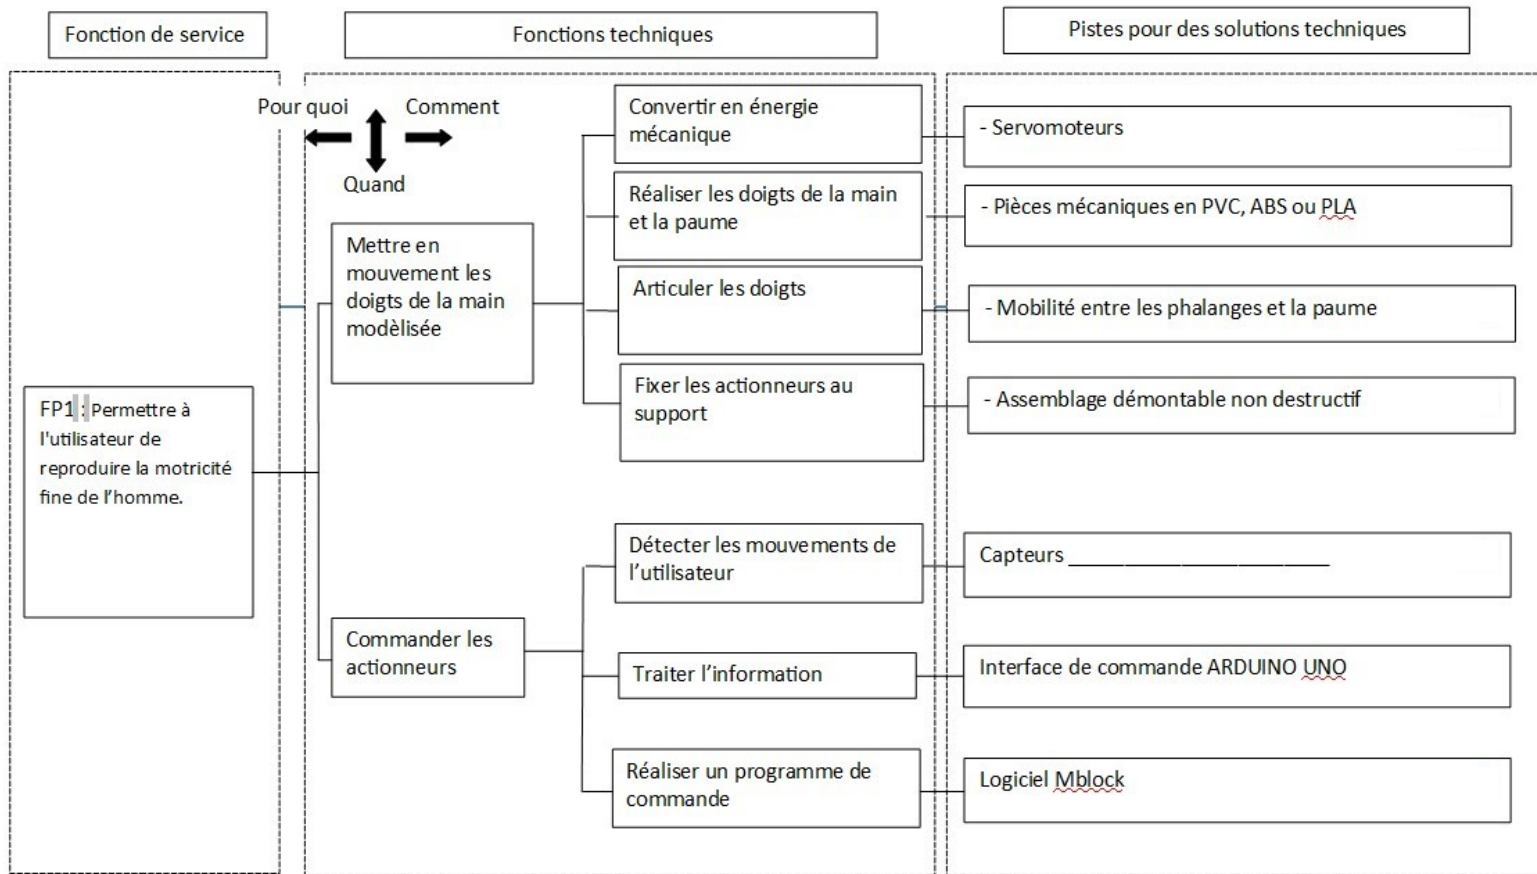 Fonction de service
Fonctions techniques
Pistes pour des solutions techniques
Pour quoi
Comment
Quand
FP1 : Permettre à
l'utilisateur de
reproduire la motricité
fine de l'homme.
Mettre en
mouvement les
doigts de la main
modèlisée
Convertir en énergie
mécanique
- Servomoteurs
Réaliser les doigts de la main
et la paume
- Pièces mécaniques en PVC, ABS ou PLA
Articuler les doigts
- Mobilité entre les phalanges et la paume
Fixer les actionneurs au
support
- Assemblage démontable non destructif
Commander les
actionneurs
Détecter les mouvements de
l'utilisateur
Capteurs ________________________
Traiter l'information
Interface de commande ARDUINO UNO
Réaliser un programme de
commande
Logiciel Mblock